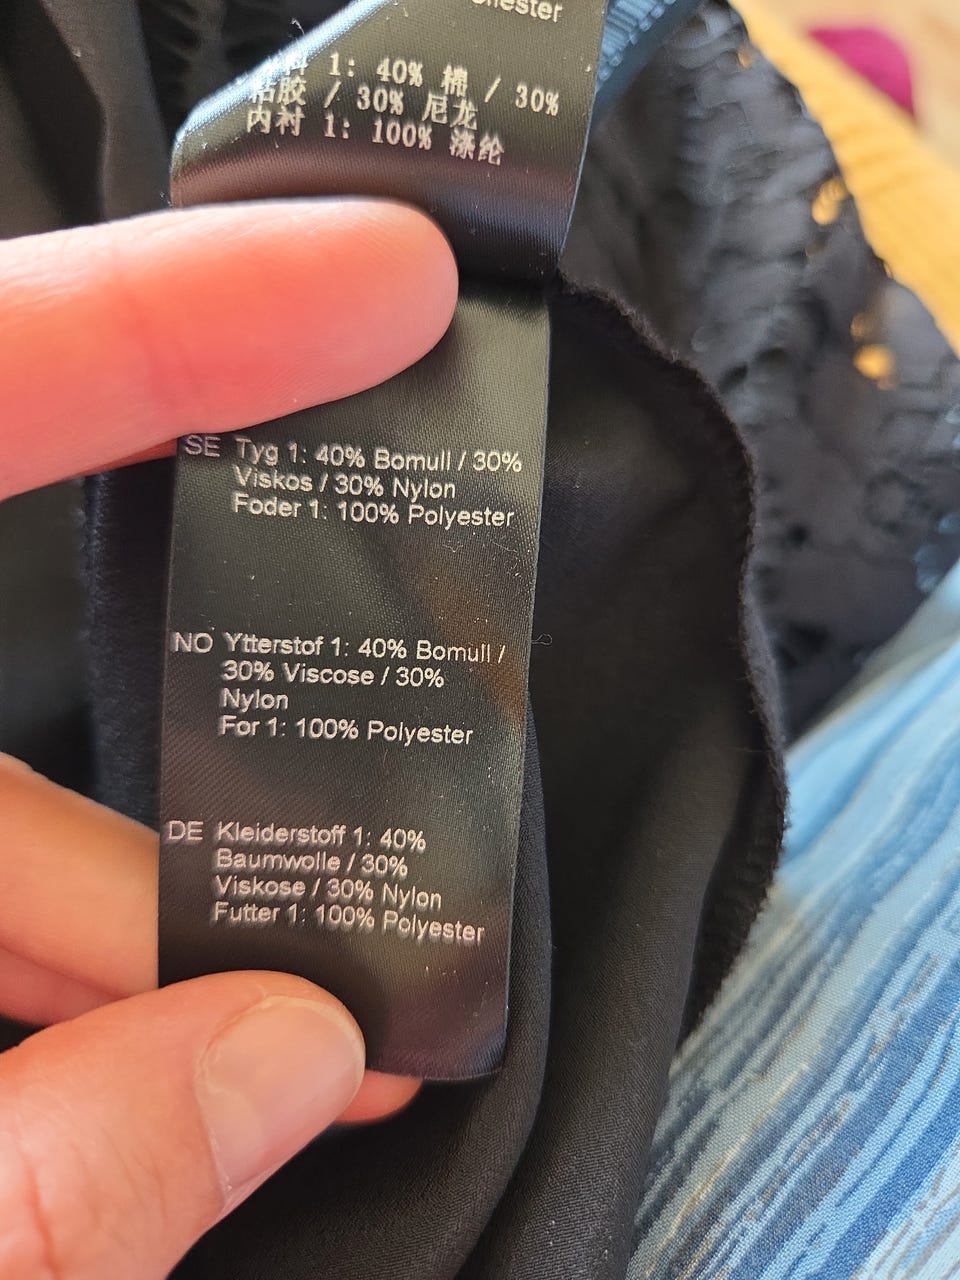 1: 40% 棉 / 30%
粘胶 / 30% 尼龙
内衬 1: 100% 涤纶
SE Tyg 1: 40% Bomull / 30%
Viskos / 30% Nylon
Foder 1: 100% Polyester
NO Ytterstof 1: 40% Bomull /
30% Viscose / 30%
Nylon
For 1: 100% Polyester
DE Kleiderstoff 1: 40%
Baumwolle / 30%
Viskose / 30% Nylon
Futter 1: 100% Polyester